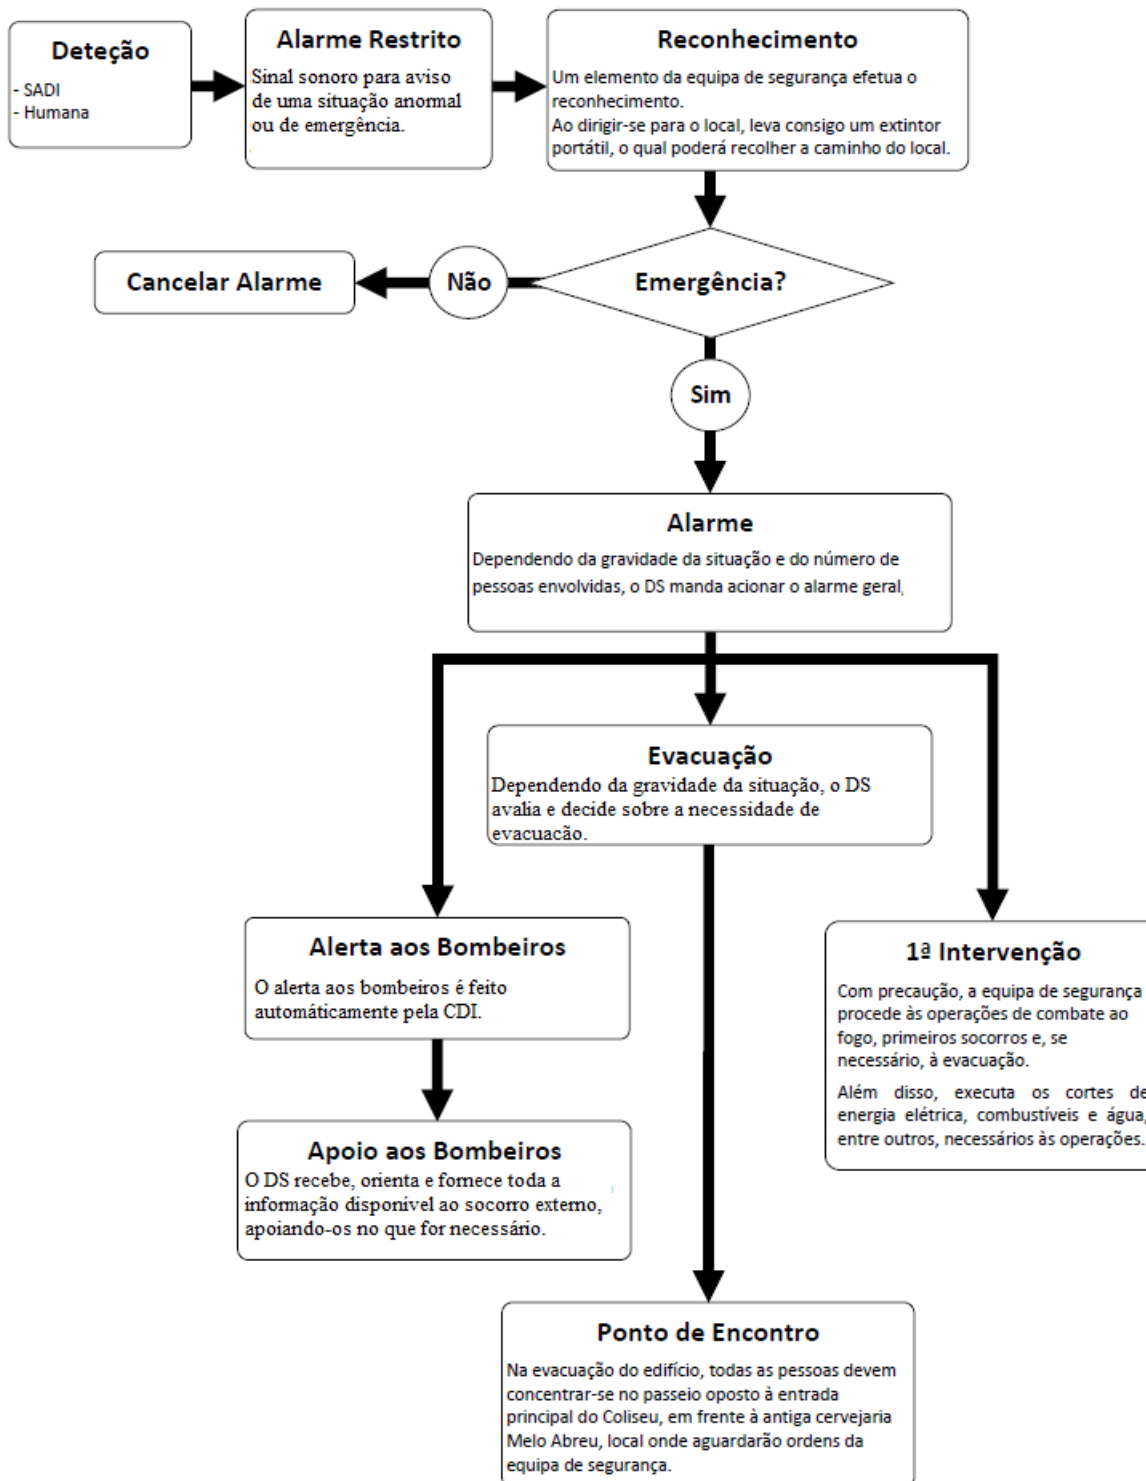 Deteção
- SADI
- Humana
Alarme Restrito
Sinal sonoro para aviso
de uma situação anormal
ou de emergência.
Reconhecimento
Um elemento da equipa de segurança efetua o
reconhecimento.
Ao dirigir-se para o local, leva consigo um extintor
portátil, o qual poderá recolher a caminho do local.
Emergência?
Não
Cancelar Alarme
Sim
Alarme
Dependendo da gravidade da situação e do número de
pessoas envolvidas, o DS manda acionar o alarme geral,
Evacuação
Dependendo da gravidade da situação, o DS
avalia e decide sobre a necessidade de
evacuacão.
Alerta aos Bombeiros
O alerta aos bombeiros é feito
automáticamente pela CDI.
1ª Intervenção
Com precaução, a equipa de segurança
procede às operações de combate ao
fogo, primeiros socorros e, se
necessário, à evacuação.
Além disso, executa os cortes de
energia elétrica, combustíveis e água,
entre outros, necessários às operações.
Apoio aos Bombeiros
O DS recebe, orienta e fornece toda a
informação disponível ao socorro externo,
apoiando-os no que for necessário.
Ponto de Encontro
Na evacuação do edifício, todas as pessoas devem
concentrar-se no passeio oposto à entrada
principal do Coliseu, em frente à antiga cervejaria
Melo Abreu, local onde aguardarão ordens da
equipa de segurança.